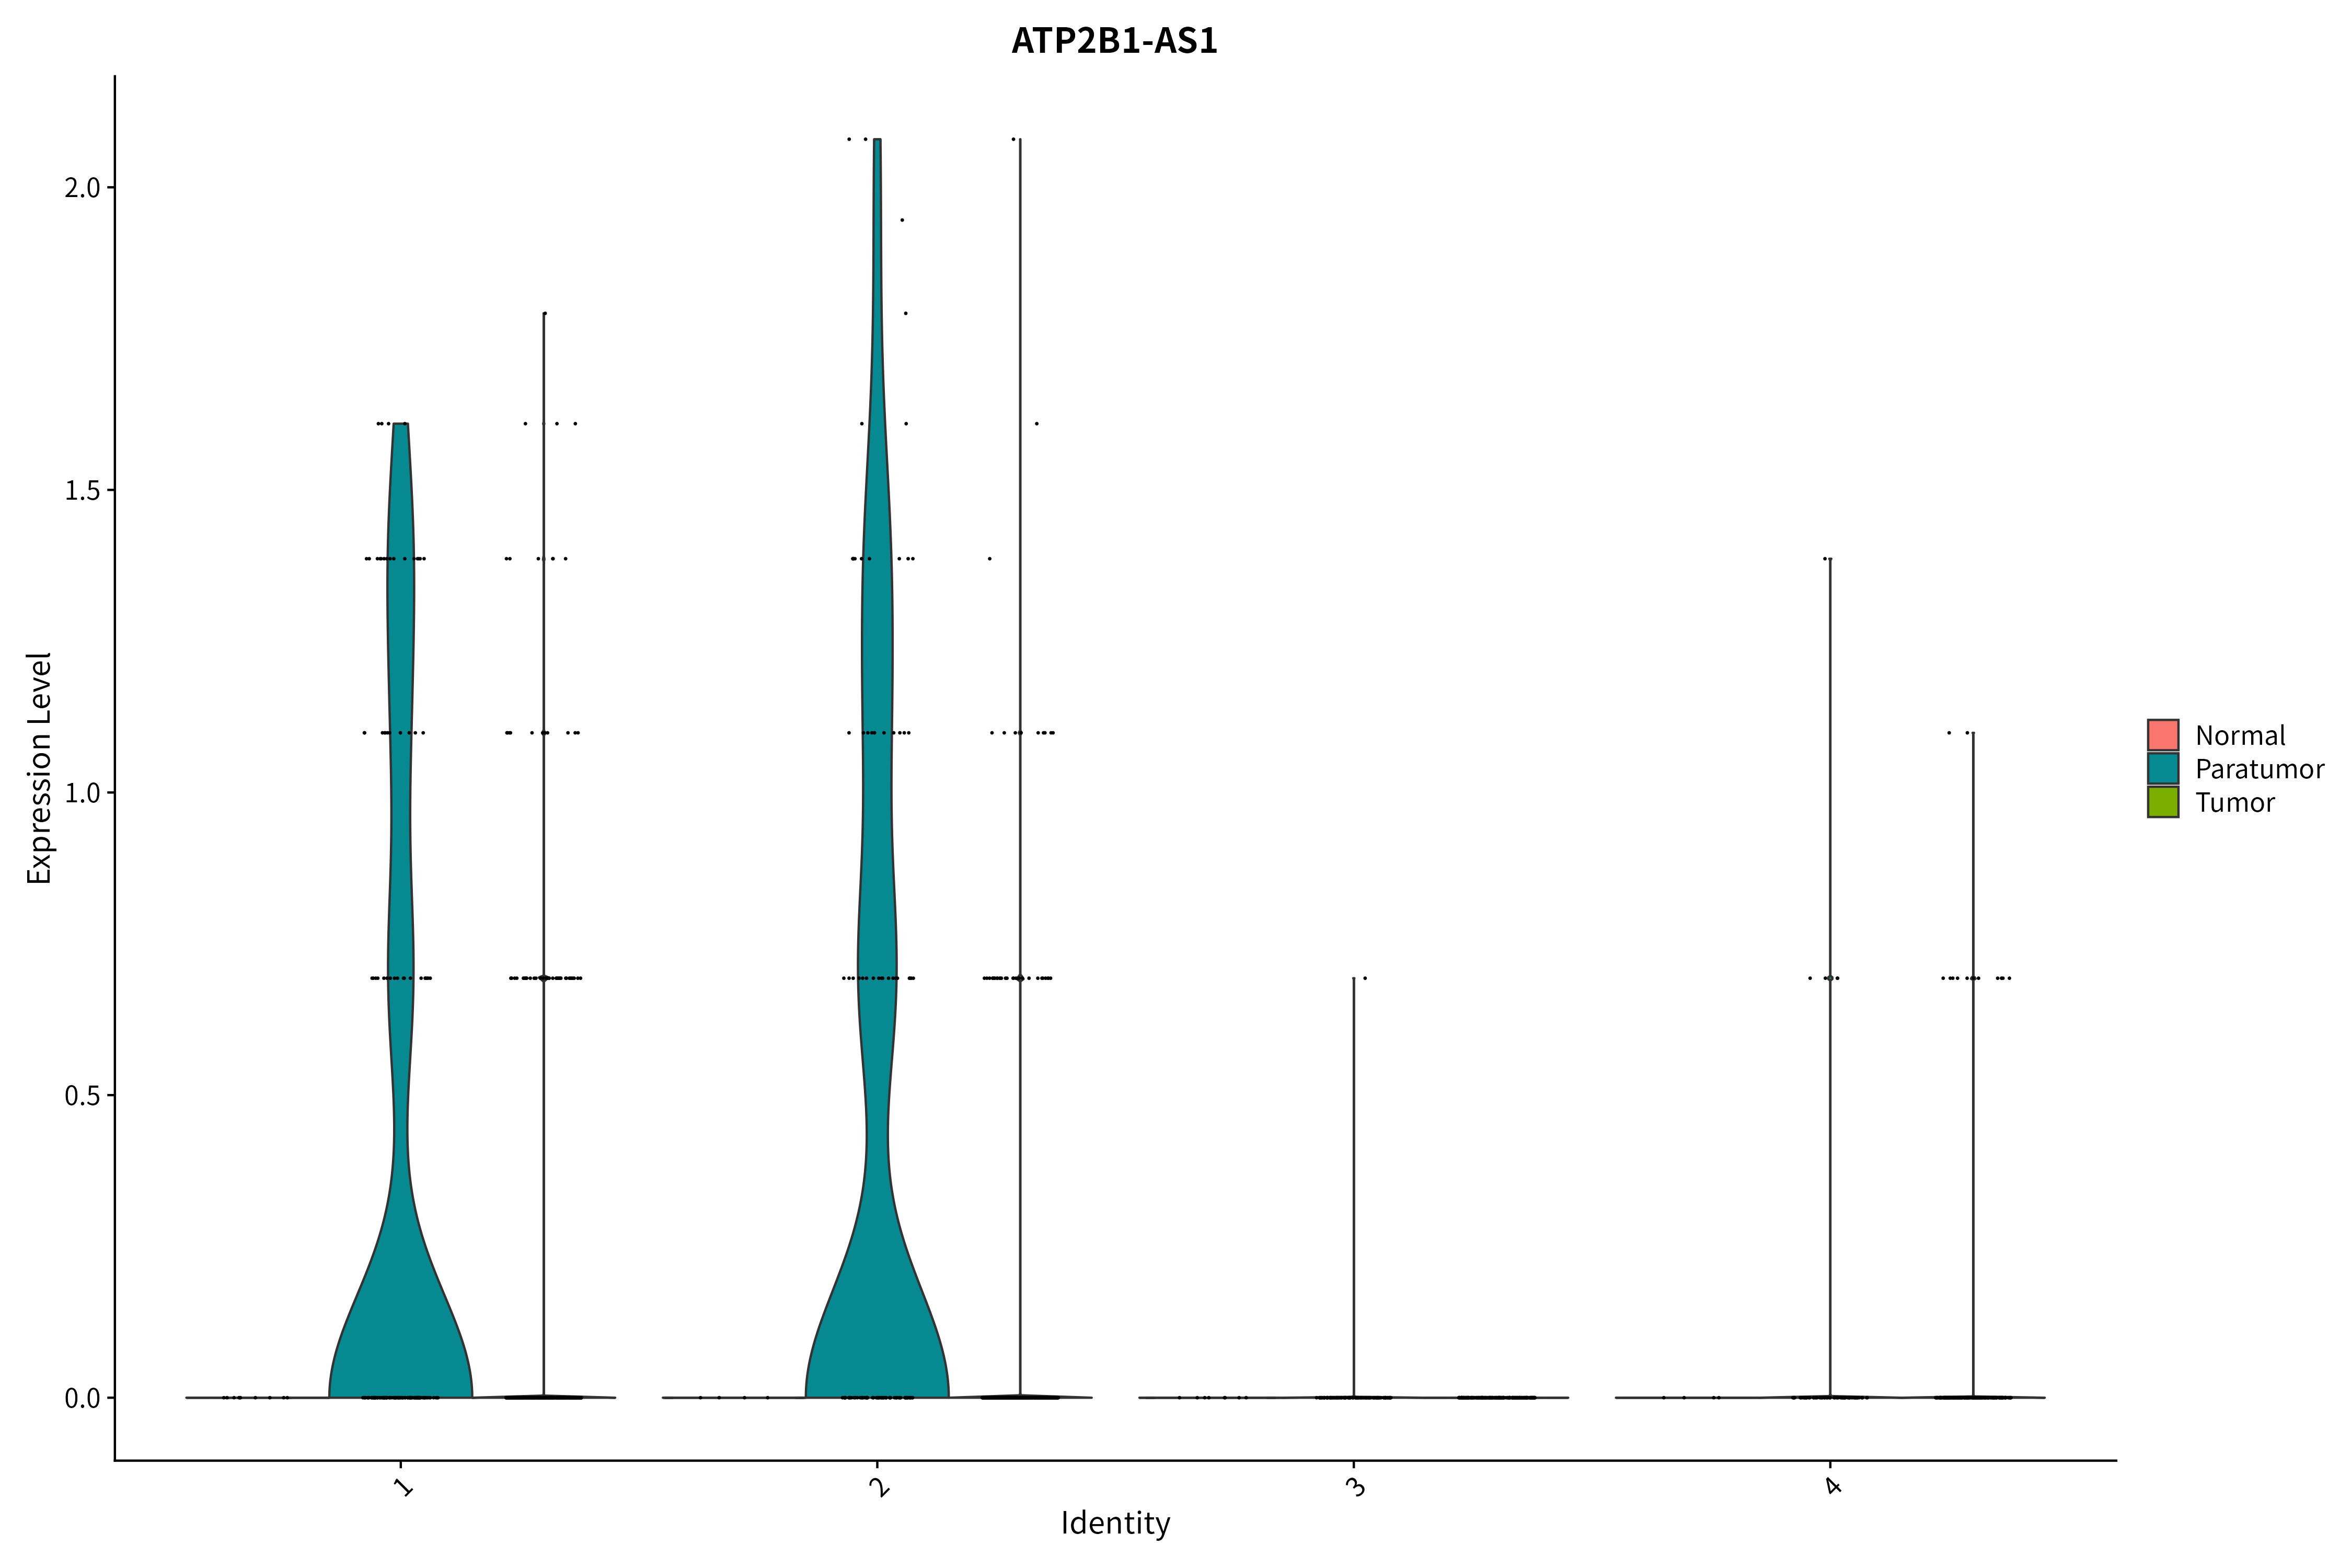 ATP2B1-AS1
Expression Level
2.0
1.5
1.0
0.5
0.0
1
2
3
4
Identity
Normal
Paratumor
Tumor